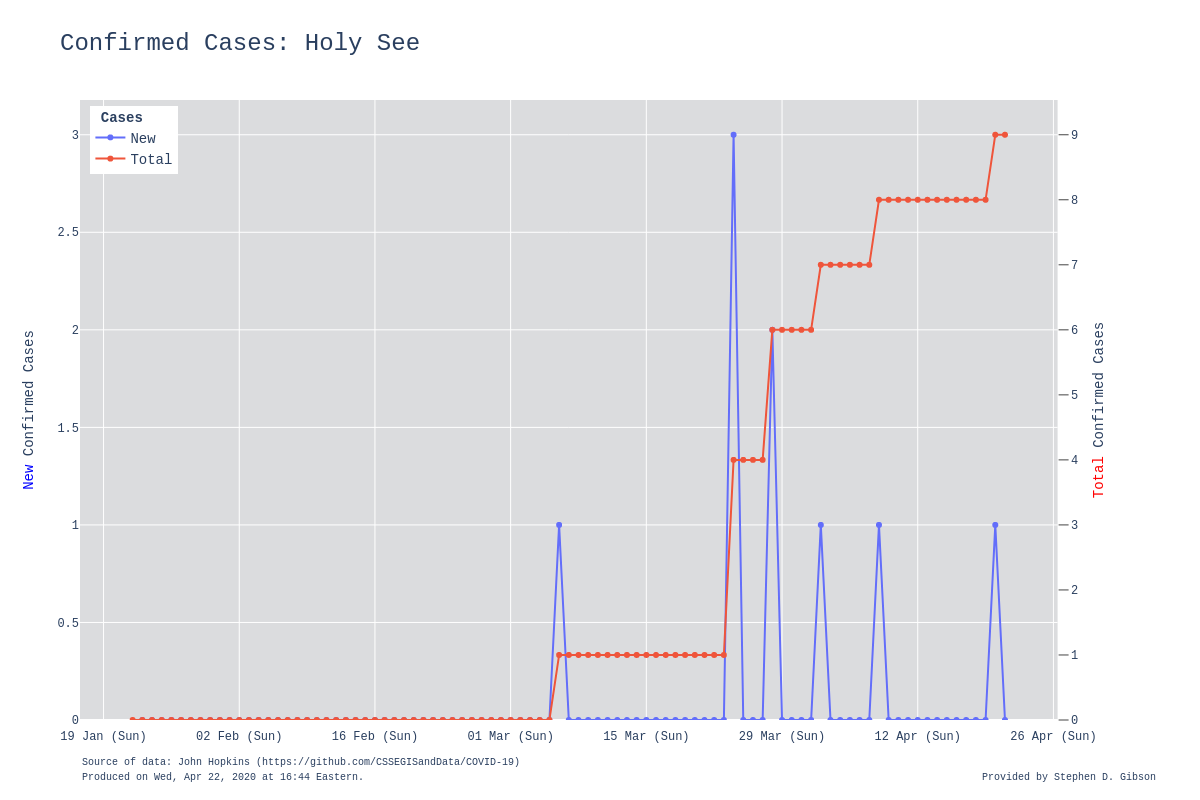 Confirmed Cases: Holy See
Cases
New
Total
3
2.5
2
1.5
1
0.5
0
New Confirmed Cases
9
8
7
6
5
4
3
2
1
0
Total Confirmed Cases
19 Jan (Sun)
02 Feb (Sun)
16 Feb (Sun)
01 Mar (Sun)
15 Mar (Sun)
29 Mar (Sun)
12 Apr (Sun)
26 Apr (Sun)
Source of data: John Hopkins (https://github.com/CSSEGISandData/COVID-19)
Produced on Wed, Apr 22, 2020 at 16:44 Eastern.
Provided by Stephen D. Gibson